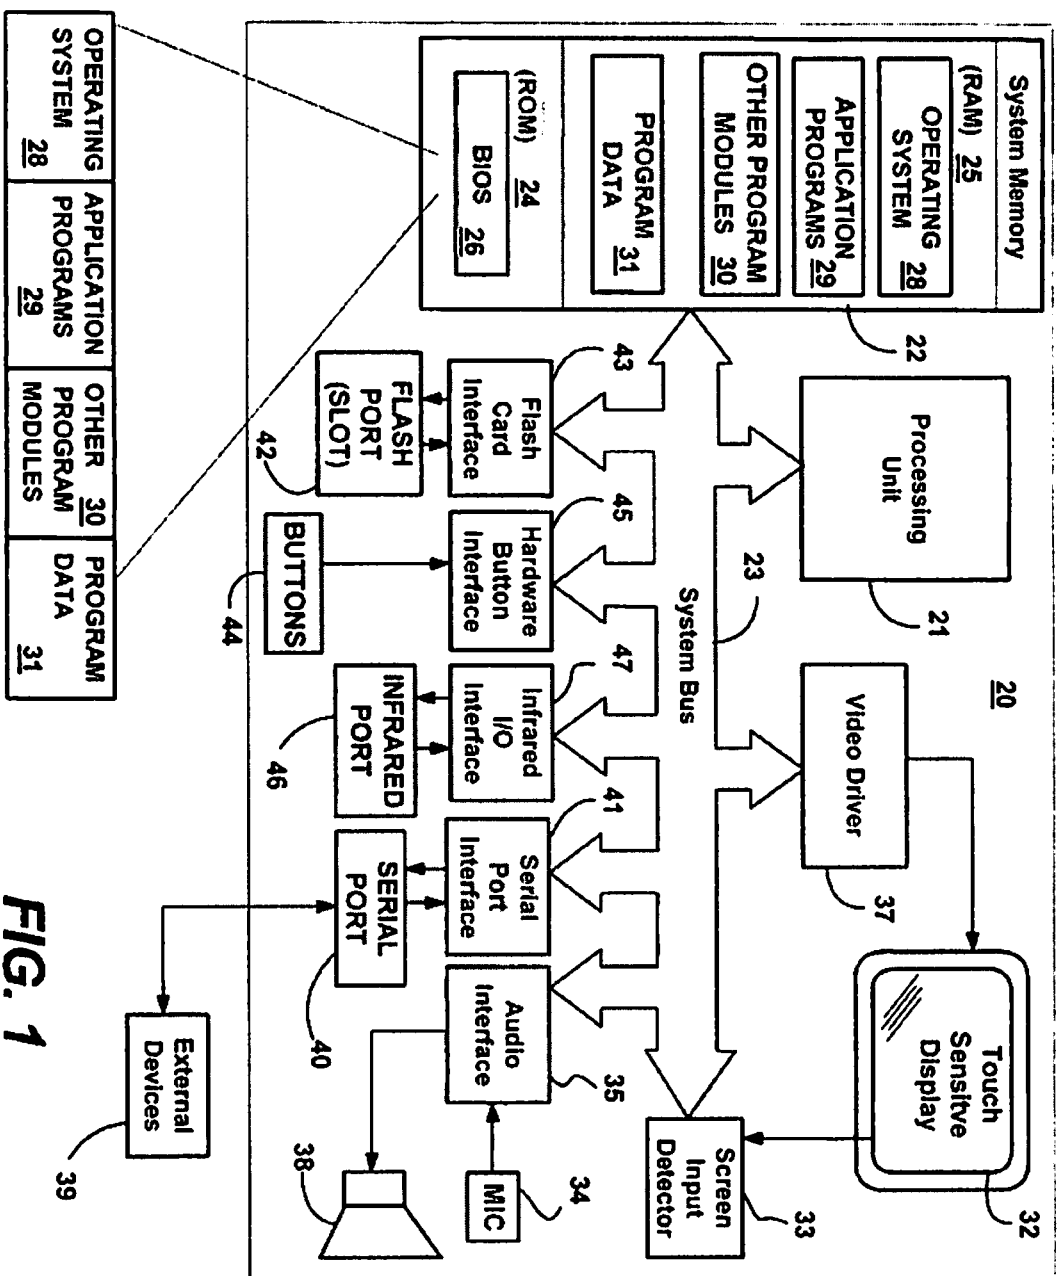 System Memory
(RAM) 25
OPERATING
SYSTEM 28
APPLICATION
PROGRAMS 29
OTHER PROGRAM
MODULES 30
PROGRAM
DATA 31
(ROM) 24
BIOS 26
22
Processing
Unit
21
20
Video Driver
37
Touch
Sensitve
Display
32
23
System Bus
Screen
Input
Detector
33
43
Flash
Card
Interface
45
Hardware
Button
Interface
47
Infrared
I/O
Interface
41
Serial
Port
Interface
35
Audio
Interface
34
MIC
FLASH
PORT
(SLOT)
42
BUTTONS
44
INFRARED
PORT
46
SERIAL
PORT
40
38
External
Devices
39
OPERATING
SYSTEM 28
APPLICATION
PROGRAMS
29
OTHER
PROGRAM 30
MODULES
PROGRAM
DATA
31
FIG. 1